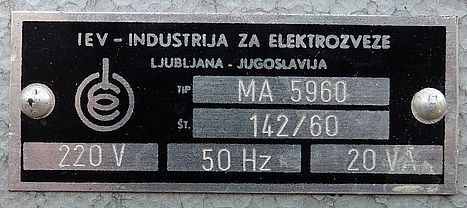 IEV - INDUSTRIJA ZA ELEKTROZVEZE
LJUBLJANA - JUGOSLAVIJA
TIP MA 5960
ŠT. 142/60
220 V 50 Hz 20 VA